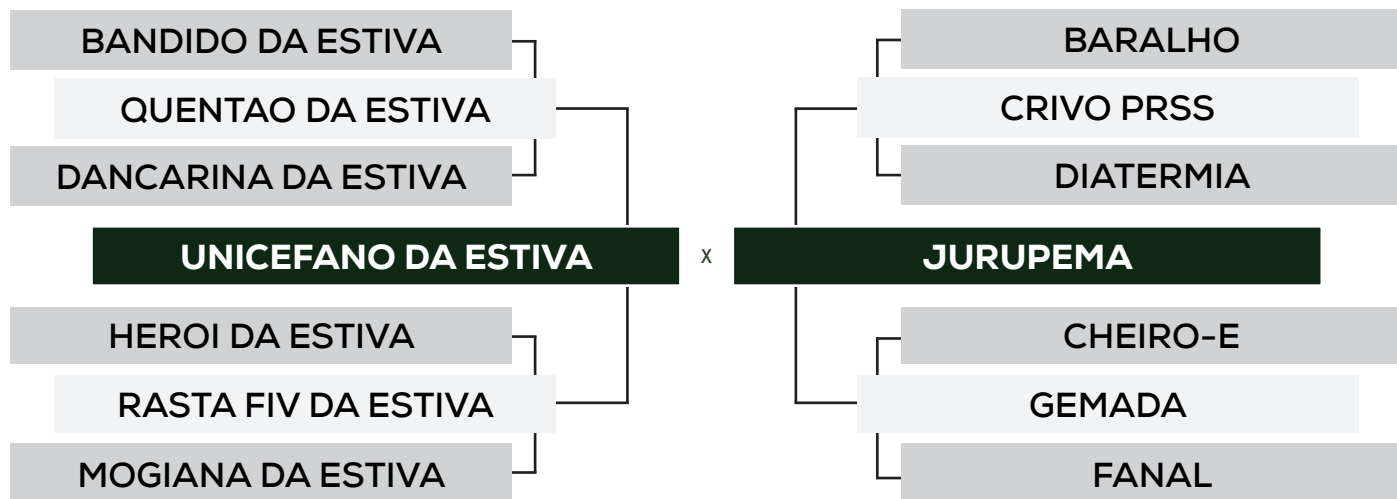 BANDIDO DA ESTIVA
QUENTAO DA ESTIVA
DANCARINA DA ESTIVA
UNICEFANO DA ESTIVA
HEROI DA ESTIVA
RASTA FIV DA ESTIVA
MOGIANA DA ESTIVA
x
BARALHO
CRIVO PRSS
DIATERMIA
JURUPEMA
CHEIRO-E
GEMADA
FANAL